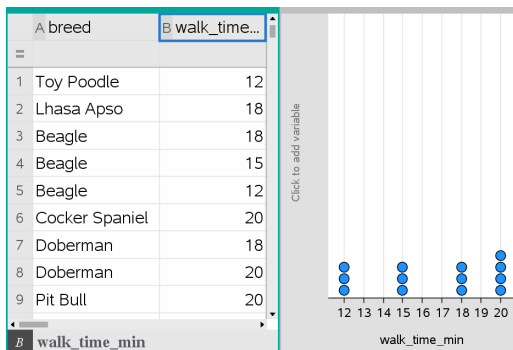 A breed B walk_time...
=
1 Toy Poodle 12
2 Lhasa Apso 18
3 Beagle 18
4 Beagle 15
5 Beagle 12
6 Cocker Spaniel 20
7 Doberman 18
8 Doberman 20
9 Pit Bull 20
B walk_time_min
Click to add variable
12 13 14 15 16 17 18 19 20
walk_time_min